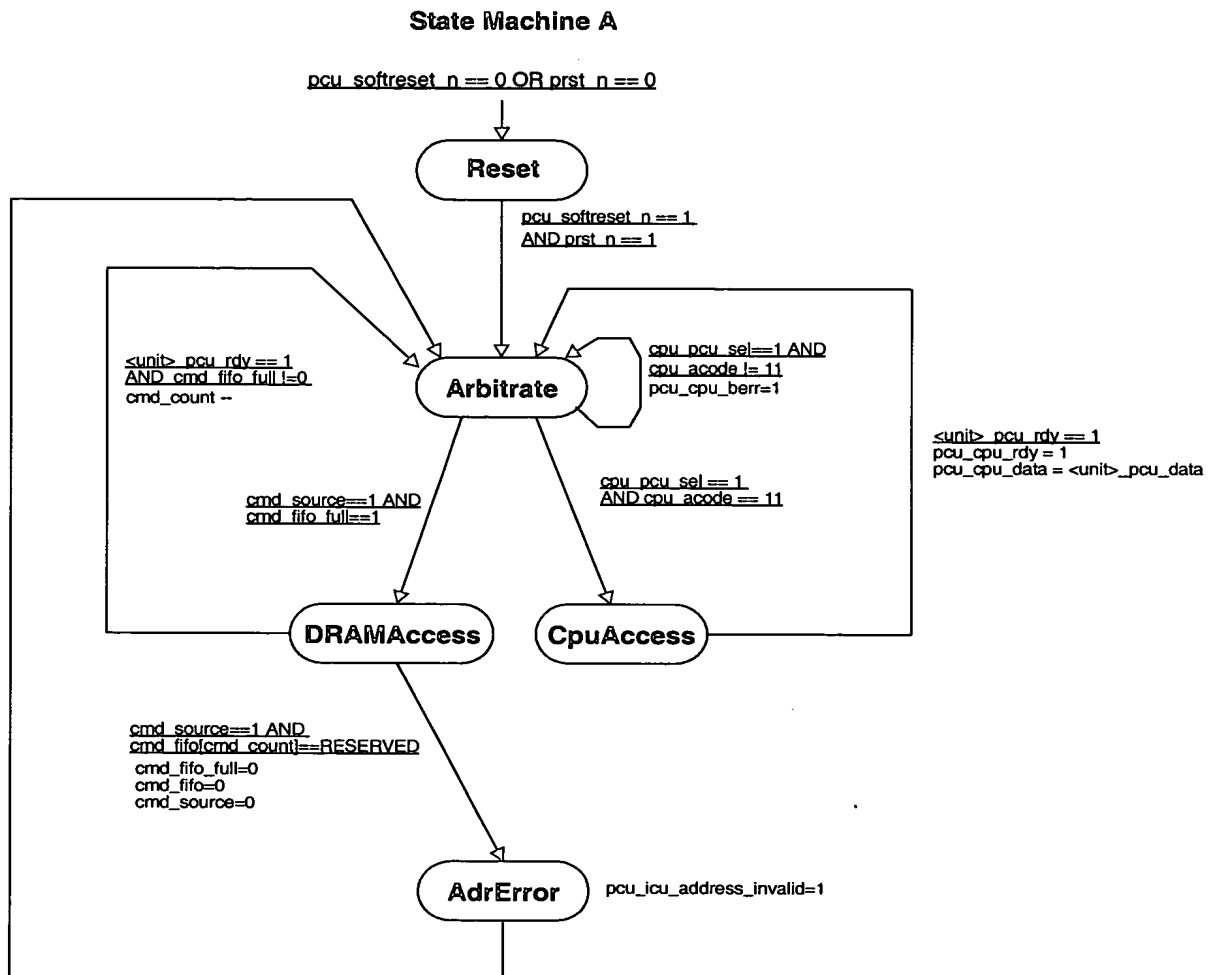 State Machine A
pcu_softreset_n == 0 OR prst_n == 0
Reset
pcu_softreset_n == 1
AND prst_n == 1
<unit>_pcu_rdy == 1
AND cmd_fifo_full !=0
cmd_count --
Arbitrate
cpu_pcu_sel==1 AND
cpu_acode != 11
pcu_cpu_berr=1
<unit>_pcu_rdy == 1
pcu_cpu_rdy = 1
pcu_cpu_data = <unit>_pcu_data
cmd_source==1 AND
cmd_fifo_full==1
cpu_pcu_sel == 1
AND cpu_acode == 11
DRAMAccess
CpuAccess
cmd_source==1 AND
cmd_fifo[cmd_count]==RESERVED
cmd_fifo_full=0
cmd_fifo=0
cmd_source=0
AdrError
pcu_icu_address_invalid=1